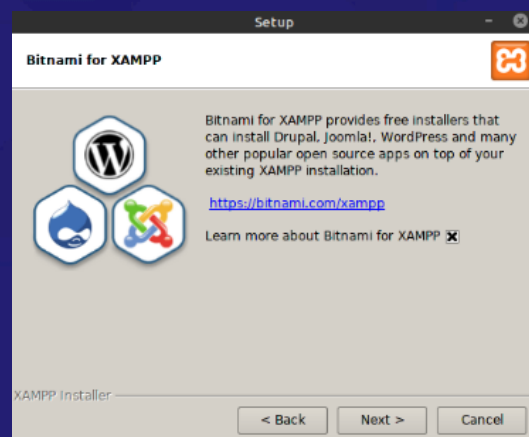 Setup
Bitnami for XAMPP
Bitnami for XAMPP provides free installers that
can install Drupal, Joomla!, WordPress and many
other popular open source apps on top of your
existing XAMPP installation.
https://bitnami.com/xampp
Learn more about Bitnami for XAMPP
XAMPP Installer
< Back
Next >
Cancel